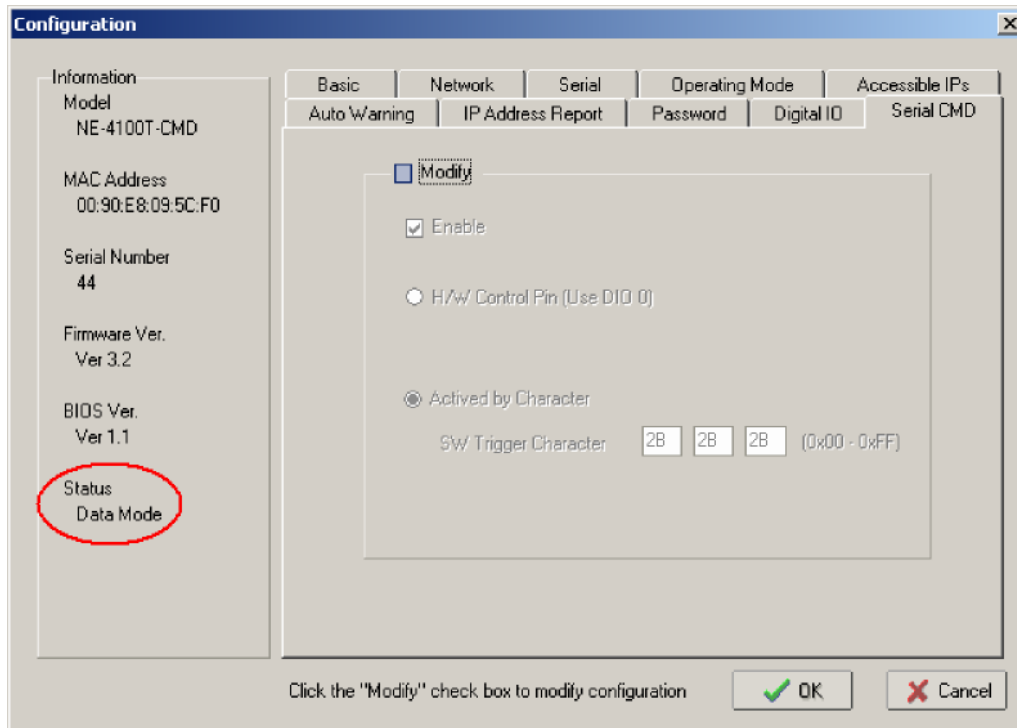 Configuration
Information
Model
NE-4100T-CMD
MAC Address
00:90:E8:09:5C:F0
Serial Number
44
Firmware Ver.
Ver 3.2
BIOS Ver.
Ver 1.1
Status
Data Mode
Basic Network Serial Operating Mode Accessible IPs
Auto Warning IP Address Report Password Digital IO Serial CMD
Modify
Enable
H/W Control Pin (Use DIO 0)
Actived by Character
SW Trigger Character 2B 2B 2B (0x00 - 0xFF)
Click the "Modify" check box to modify configuration OK Cancel